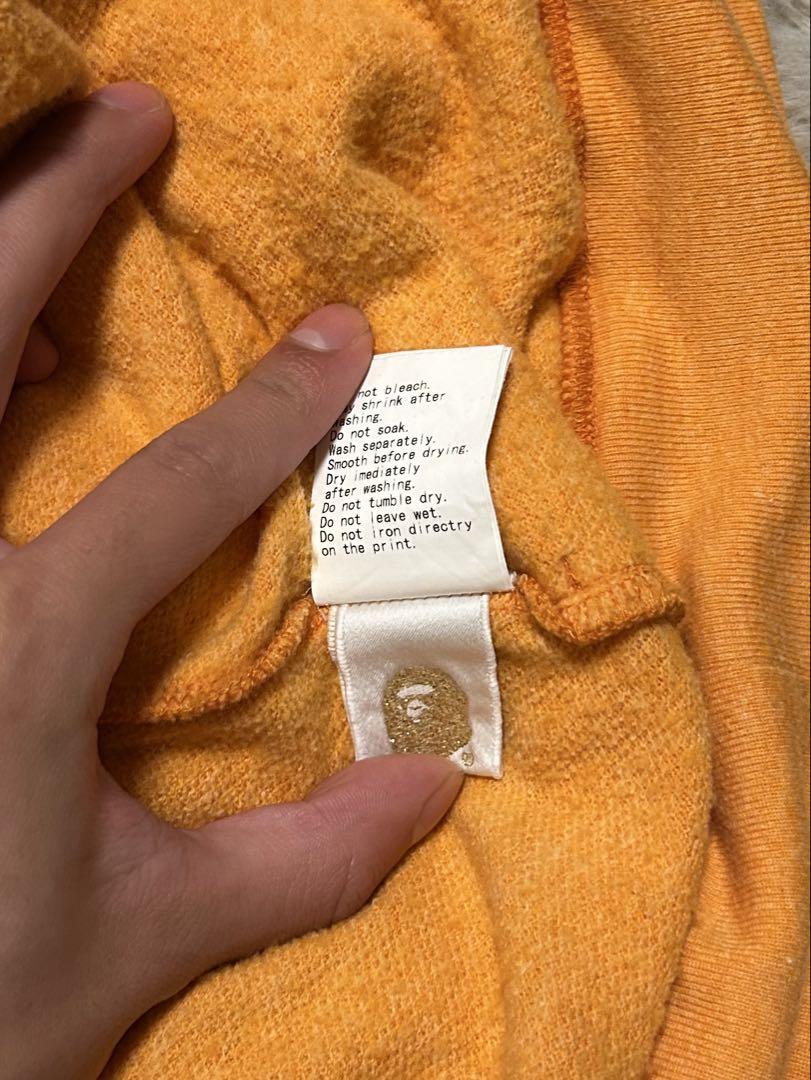 not bleach.
shrink after
washing.
Do not soak.
Wash separately.
Smooth before drying.
Dry imediately
after washing.
Do not tumble dry.
Do not leave wet.
Do not iron directry
on the print.
®